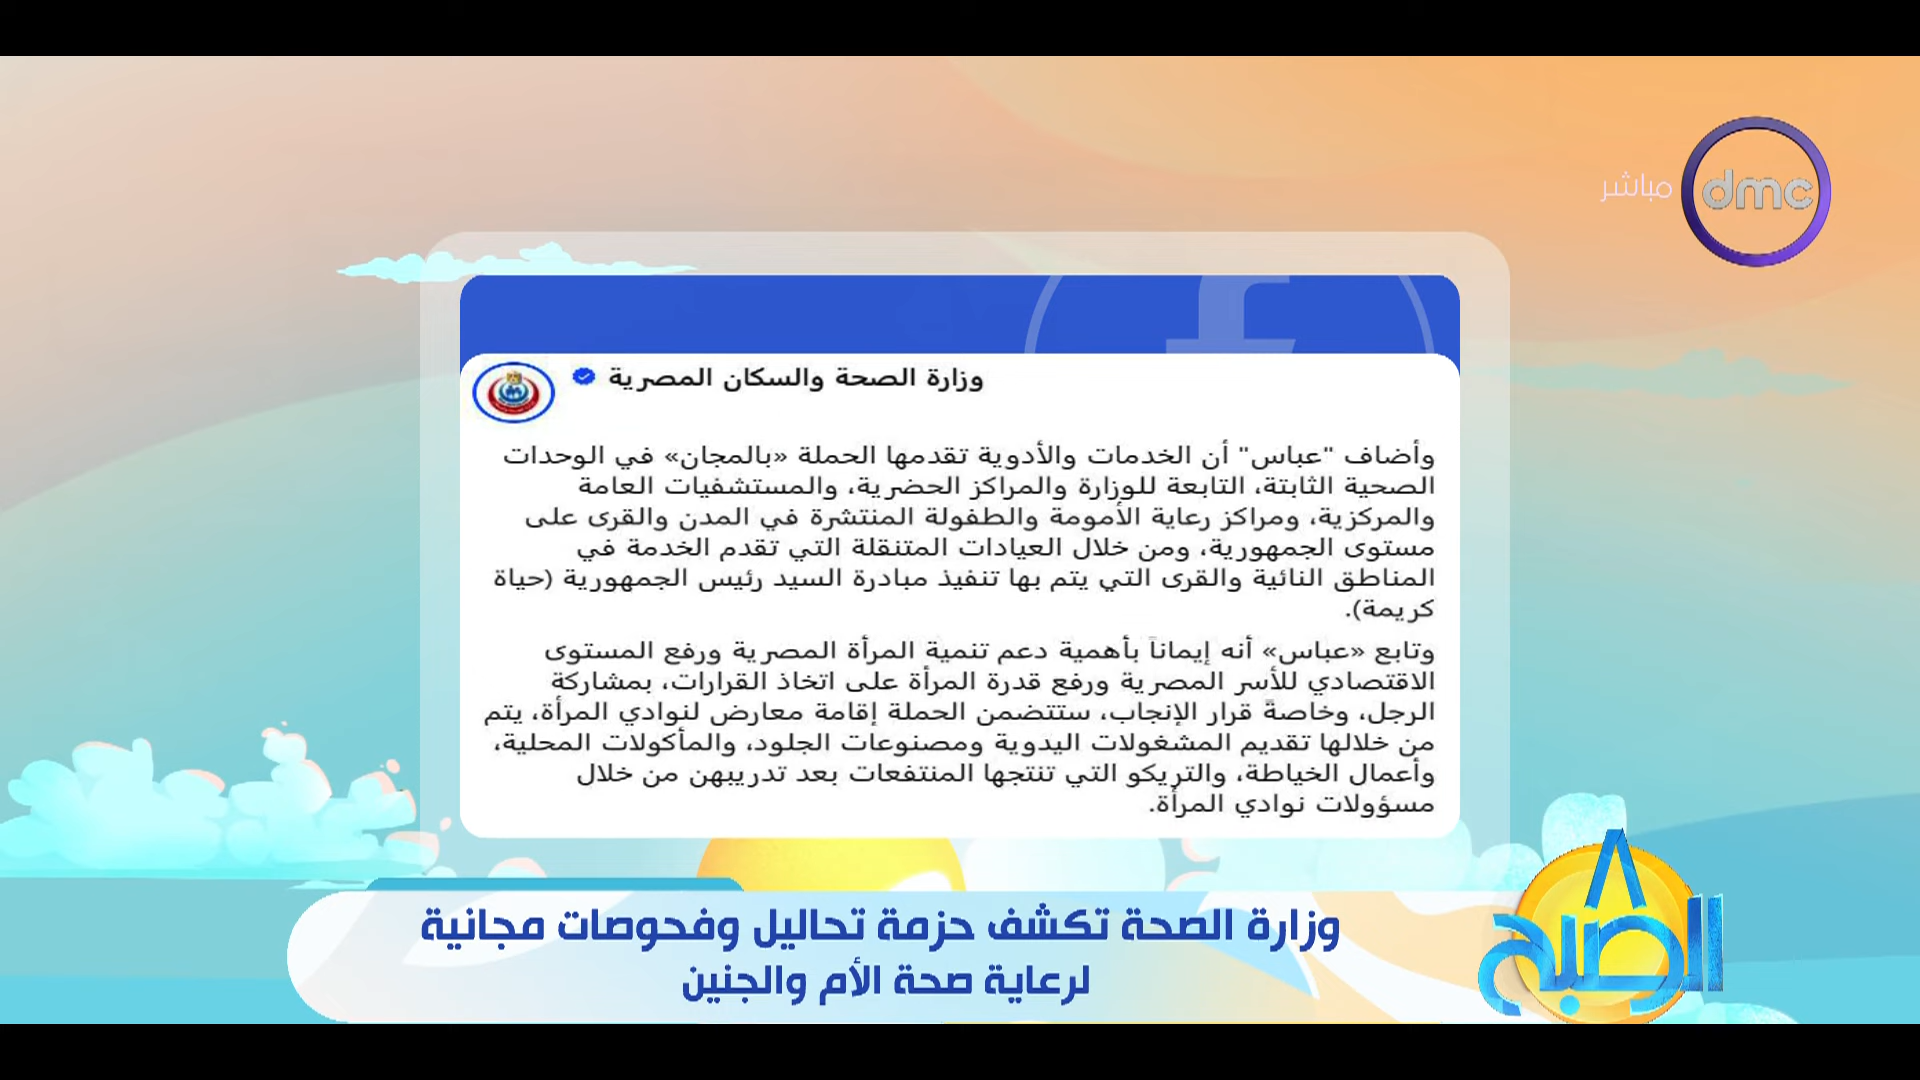 dmc
مباشر
وزارة الصحة والسكان المصرية
وأضاف "عباس" أن الخدمات والأدوية تقدمها الحملة «بالمجان» في الوحدات
الصحية الثابتة، التابعة للوزارة والمراكز الحضرية، والمستشفيات العامة
والمركزية، ومراكز رعاية الأمومة والطفولة المنتشرة في المدن والقرى على
مستوى الجمهورية، ومن خلال العيادات المتنقلة التي تقدم الخدمة في
المناطق النائية والقرى التي يتم بها تنفيذ مبادرة السيد رئيس الجمهورية (حياة
كريمة).
وتابع «عباس» أنه إيماناً بأهمية دعم تنمية المرأة المصرية ورفع المستوى
الاقتصادي للأسر المصرية ورفع قدرة المرأة على اتخاذ القرارات، بمشاركة
الرجل، وخاصةً قرار الإنجاب، ستتضمن الحملة إقامة معارض لنوادي المرأة، يتم
من خلالها تقديم المشغولات اليدوية ومصنوعات الجلود، والمأكولات المحلية،
وأعمال الخياطة، والتريكو التي تنتجها المنتفعات بعد تدريبهن من خلال
مسؤولات نوادي المرأة.
وزارة الصحة تكشف حزمة تحاليل وفحوصات مجانية
لرعاية صحة الأم والجنين
٨ الصبح